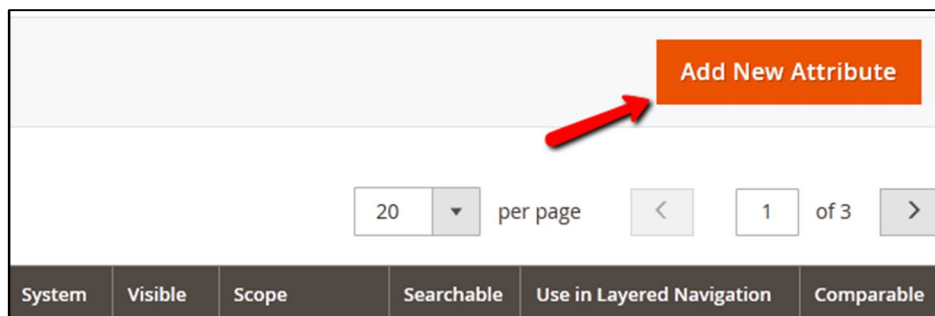 Add New Attribute
20 per page 1 of 3
System Visible Scope Searchable Use in Layered Navigation Comparable